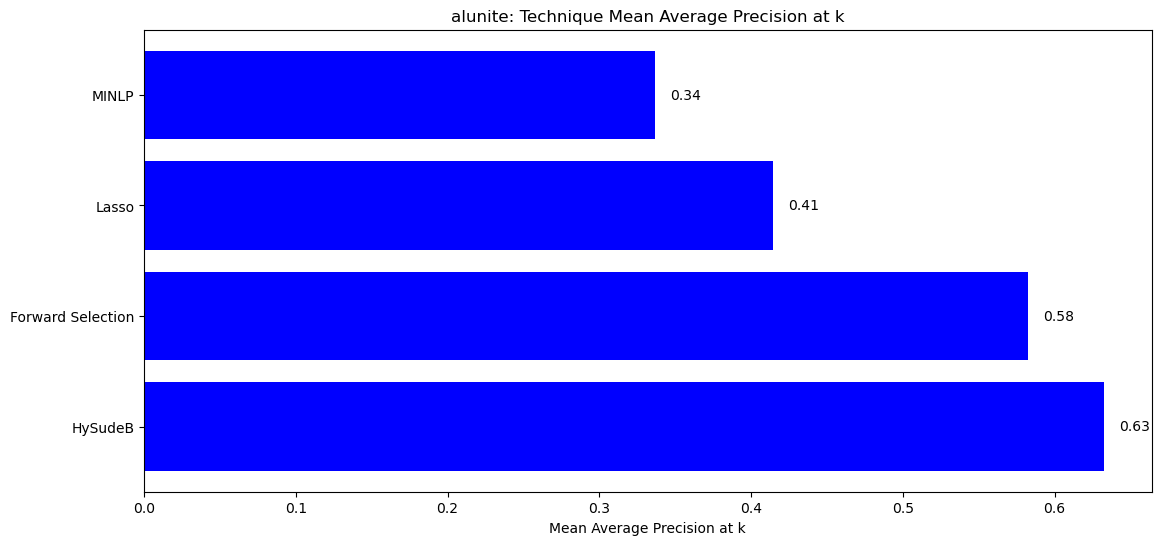 alunite: Technique Mean Average Precision at k
MINLP
0.34
Lasso
0.41
Forward Selection
0.58
HySudeB
0.63
0.0 0.1 0.2 0.3 0.4 0.5 0.6
Mean Average Precision at k